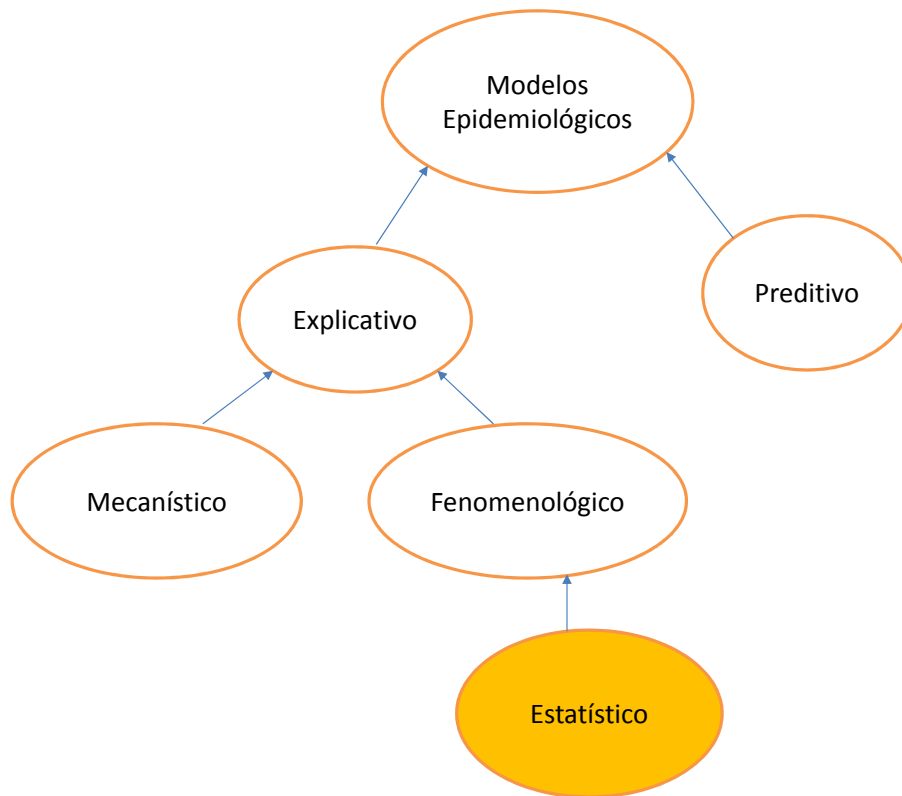 Modelos
Epidemiológicos
Preditivo
Explicativo
Mecanístico
Fenomenológico
Estatístico